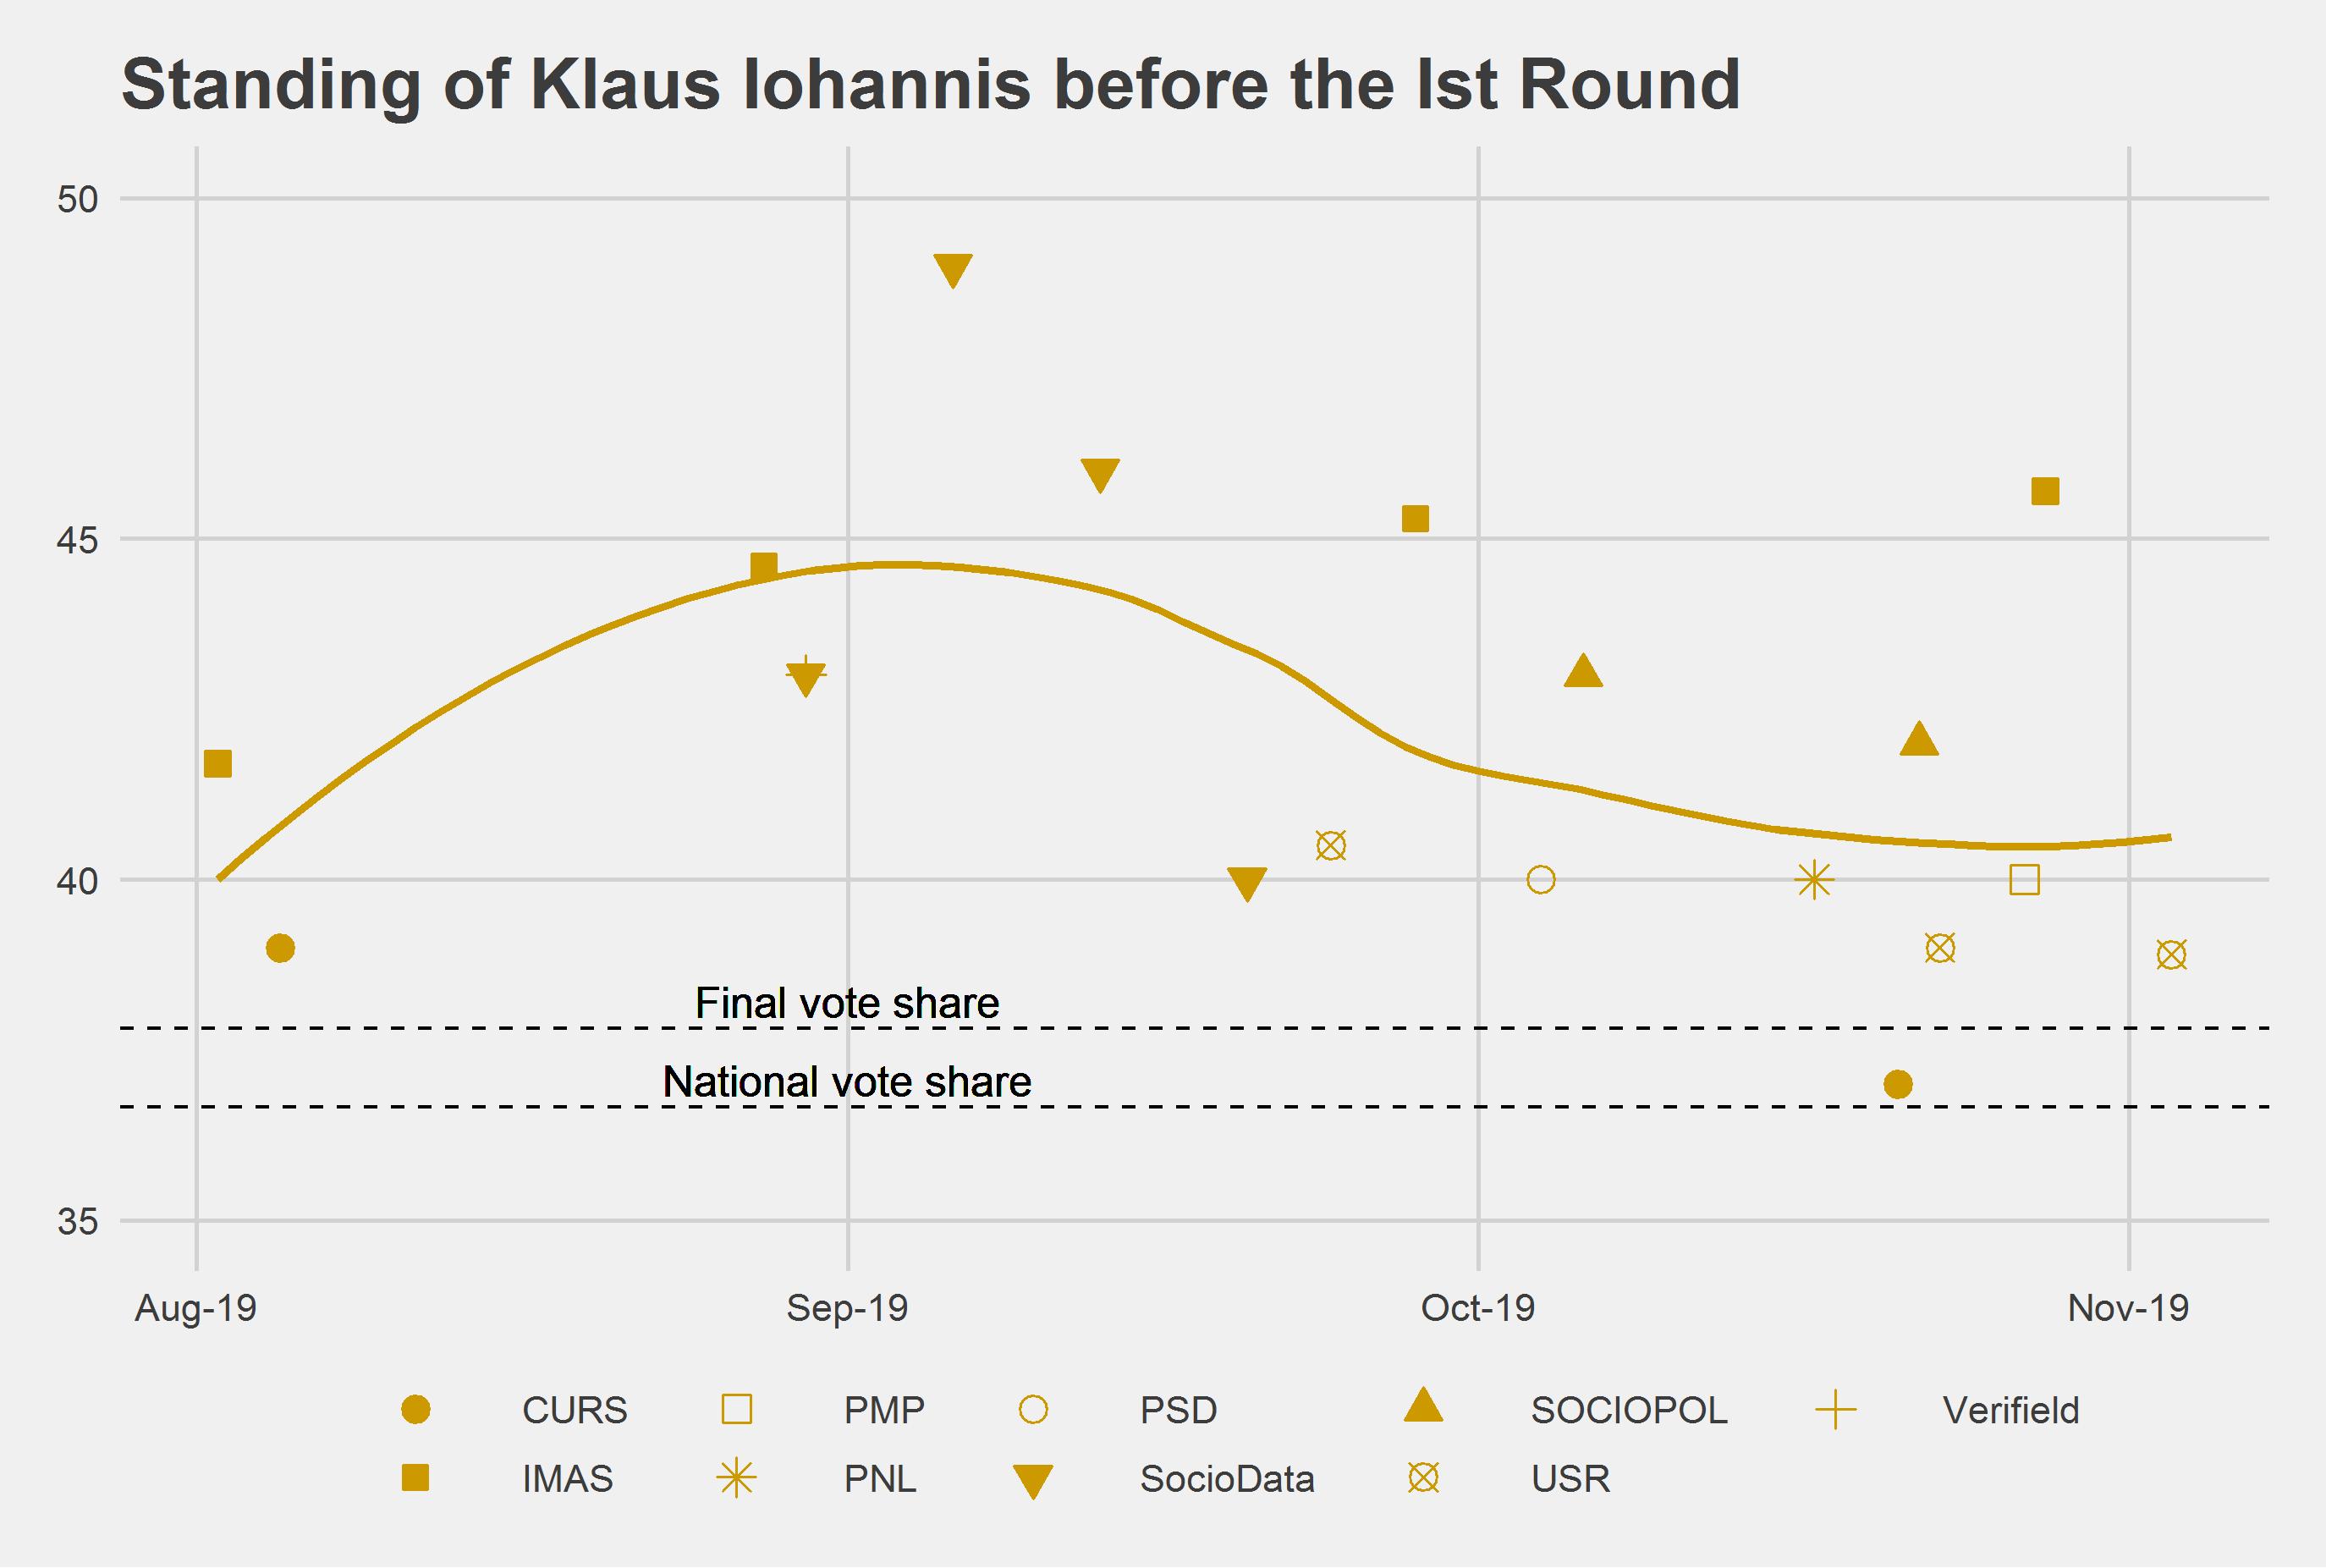 Standing of Klaus Iohannis before the Ist Round
50
45
40
Final vote share
National vote share
35
Aug-19 Sep-19 Oct-19 Nov-19
CURS PMP PSD SOCIOPOL Verifield
IMAS PNL SocioData USR